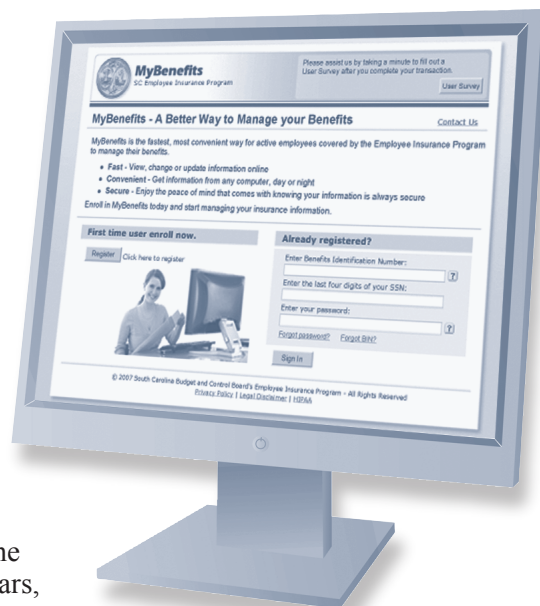 MyBenefits
SC Employee Insurance Program
Please assist us by taking a minute to fill out a
User Survey after you complete your transaction.
User Survey
MyBenefits - A Better Way to Manage your Benefits
Contact Us
MyBenefits is the fastest, most convenient way for active employees covered by the Employee Insurance Program
to manage their benefits.
• Fast - View, change or update information online
• Convenient - Get information from any computer, day or night
• Secure - Enjoy the peace of mind that comes with knowing your information is always secure
Enroll in MyBenefits today and start managing your insurance information.
First time user enroll now.
Register Click here to register
Already registered?
Enter Benefits Identification Number:
?
Enter the last four digits of your SSN:
Enter your password:
?
Forgot password? Forgot BIN?
Sign In
© 2007 South Carolina Budget and Control Board's Employee Insurance Program - All Rights Reserved
Privacy Policy | Legal Disclaimer | HIPAA
ars,